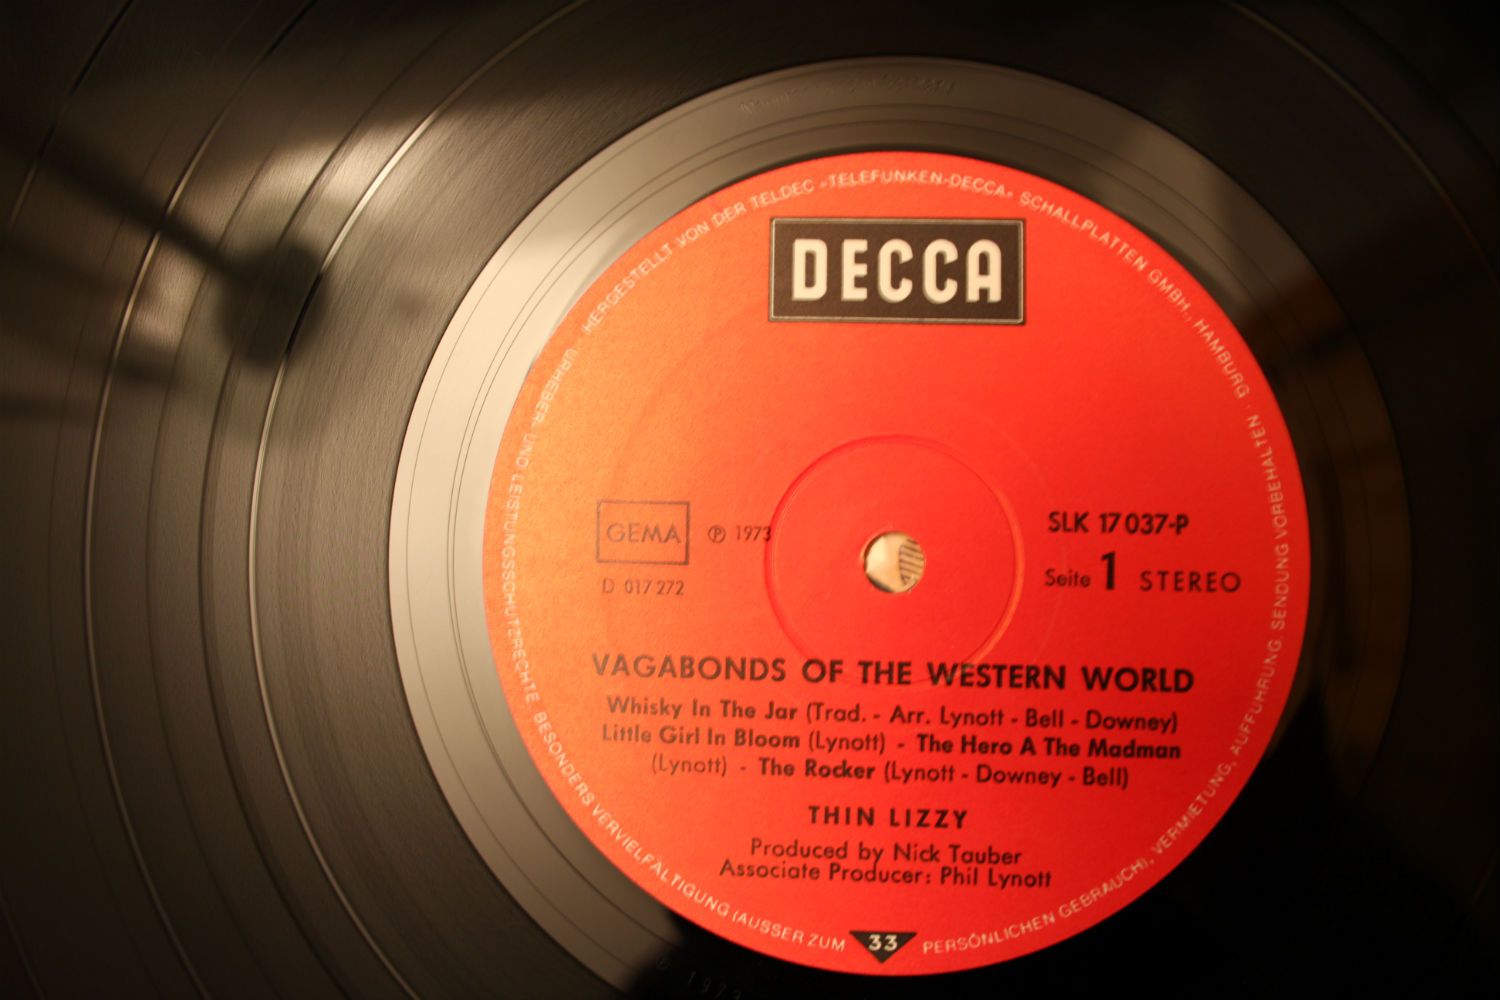 HERGESTELLT VON DER TELDEC »TELEFUNKEN-DECCA« SCHALLPLATTEN GMBH., HAMBURG · URHEBER- UND LEISTUNGSSCHUTZRECHTE, BESONDERS VERVIELFÄLTIGUNG (AUSSER ZUM PERSÖNLICHEN GEBRAUCH), VERMIETUNG, AUFFÜHRUNG, SENDUNG VORBEHALTEN ·
DECCA
GEMA ℗ 1973
D 017 272
SLK 17 037-P
Seite 1 STEREO
VAGABONDS OF THE WESTERN WORLD
Whisky In The Jar (Trad. - Arr. Lynott - Bell - Downey)
Little Girl In Bloom (Lynott) - The Hero A The Madman
(Lynott) - The Rocker (Lynott - Downey - Bell)
THIN LIZZY
Produced by Nick Tauber
Associate Producer: Phil Lynott
33